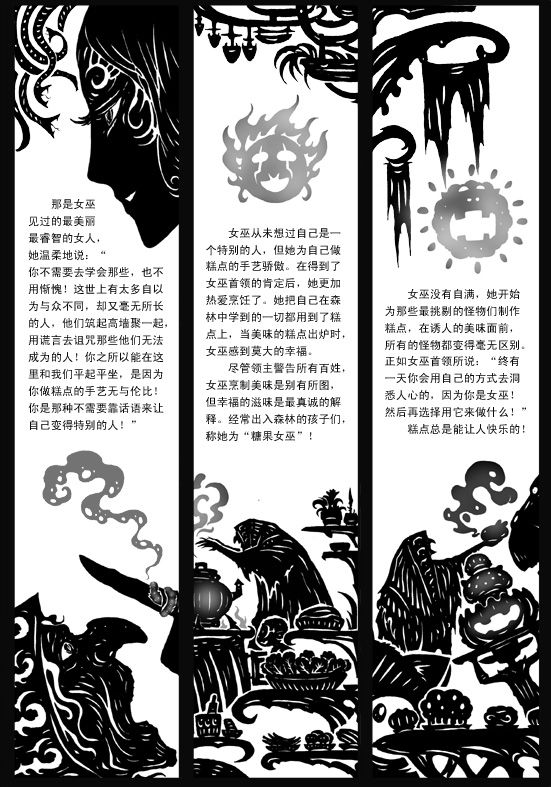 那是女巫
见过的最美丽
最睿智的女人，
她温柔地说：“
你不需要去学会那些，也不
用惭愧！这世上有太多自以
为与众不同，却又毫无所长
的人，他们筑起高墙聚一起，
用谎言去诅咒那些他们无法
成为的人！你之所以能在这
里和我们平起平坐，是因为
你做糕点的手艺无与伦比！
你是那种不需要靠话语来让
自己变得特别的人！”
女巫从未想过自己是一
个特别的人，但她为自己做
糕点的手艺骄傲。在得到了
女巫首领的肯定后，她更加
热爱烹饪了。她把自己在森
林中学到的一切都用到了糕
点上，当美味的糕点出炉时，
女巫感到莫大的幸福。
尽管领主警告所有百姓，
女巫烹制美味是别有所图，
但幸福的滋味是最真诚的解
释。经常出入森林的孩子们，
称她为“糖果女巫”！
女巫没有自满，她开始
为那些最挑剔的怪物们制作
糕点，在诱人的美味面前，
所有的怪物都变得毫无区别。
正如女巫首领所说：“终有
一天你会用自己的方式去洞
悉人心的，因为你是女巫！
然后再选择用它来做什么！”
糕点总是能让人快乐的！